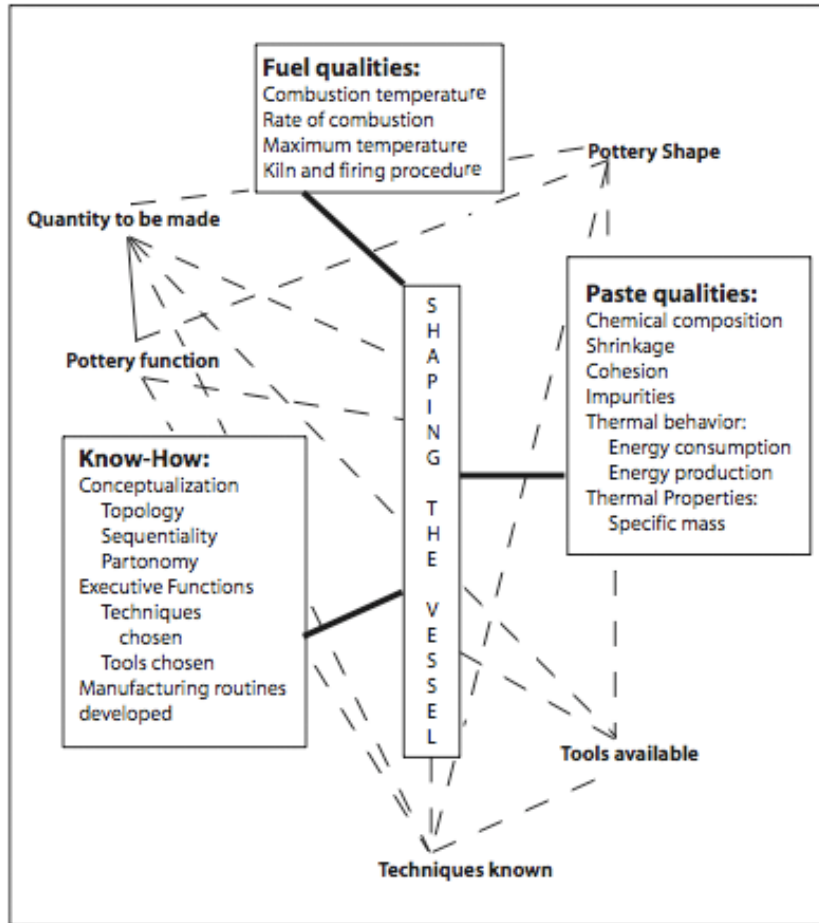 Fuel qualities:
Combustion temperature
Rate of combustion
Maximum temperature
Kiln and firing procedure
Pottery Shape
Quantity to be made
Pottery function
SHAPING THE VESSEL
Paste qualities:
Chemical composition
Shrinkage
Cohesion
Impurities
Thermal behavior:
Energy consumption
Energy production
Thermal Properties:
Specific mass
Know-How:
Conceptualization
Topology
Sequentiality
Partonomy
Executive Functions
Techniques
chosen
Tools chosen
Manufacturing routines
developed
Tools available
Techniques known